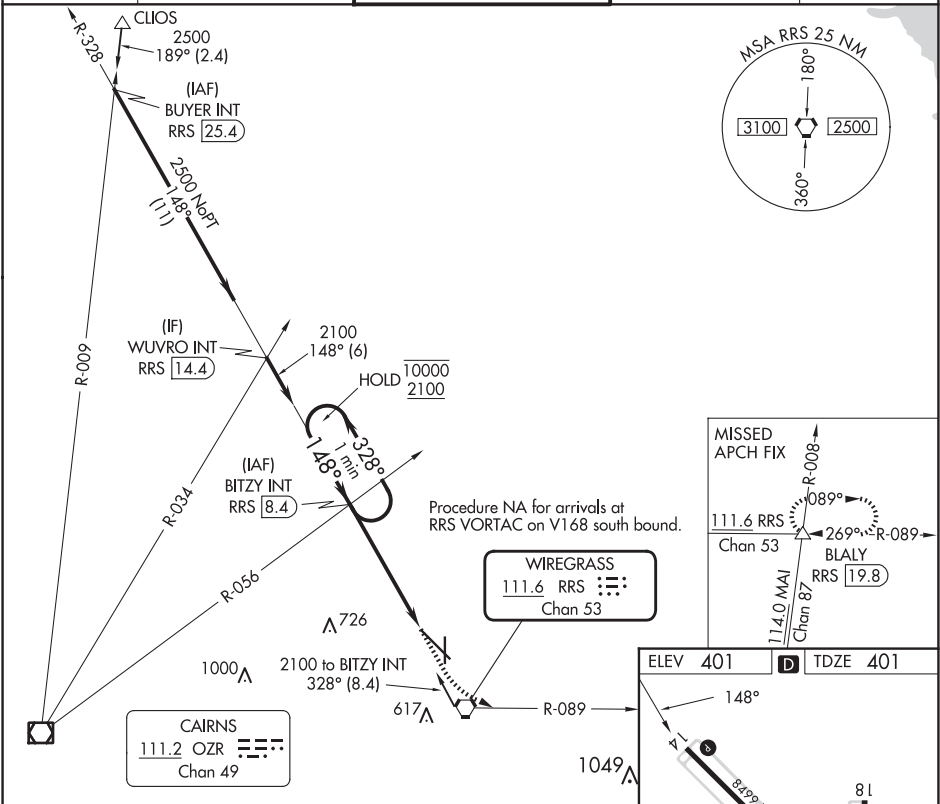 CLIOS
2500
189° (2.4)
R-328
(IAF)
BUYER INT
RRS 25.4
2500 NoPT
148°
(11)
MSA RRS 25 NM
180°
3100
2500
360°
R-009
(IF)
WUVRO INT
RRS 14.4
2100
148° (6)
HOLD 10000
2100
148°
1 min
328°
(IAF)
BITZY INT
RRS 8.4
R-034
R-056
Procedure NA for arrivals at
RRS VORTAC on V168 south bound.
WIREGRASS
111.6 RRS
Chan 53
726
1000
2100 to BITZY INT
328° (8.4)
617
R-089
CAIRNS
111.2 OZR
Chan 49
1049
MISSED
APCH FIX
R-008
089°
111.6 RRS
Chan 53
269°
R-089
BLALY
RRS 19.8
114.0 MAI
Chan 87
ELEV 401
D
TDZE 401
148°
14
P
8499
18